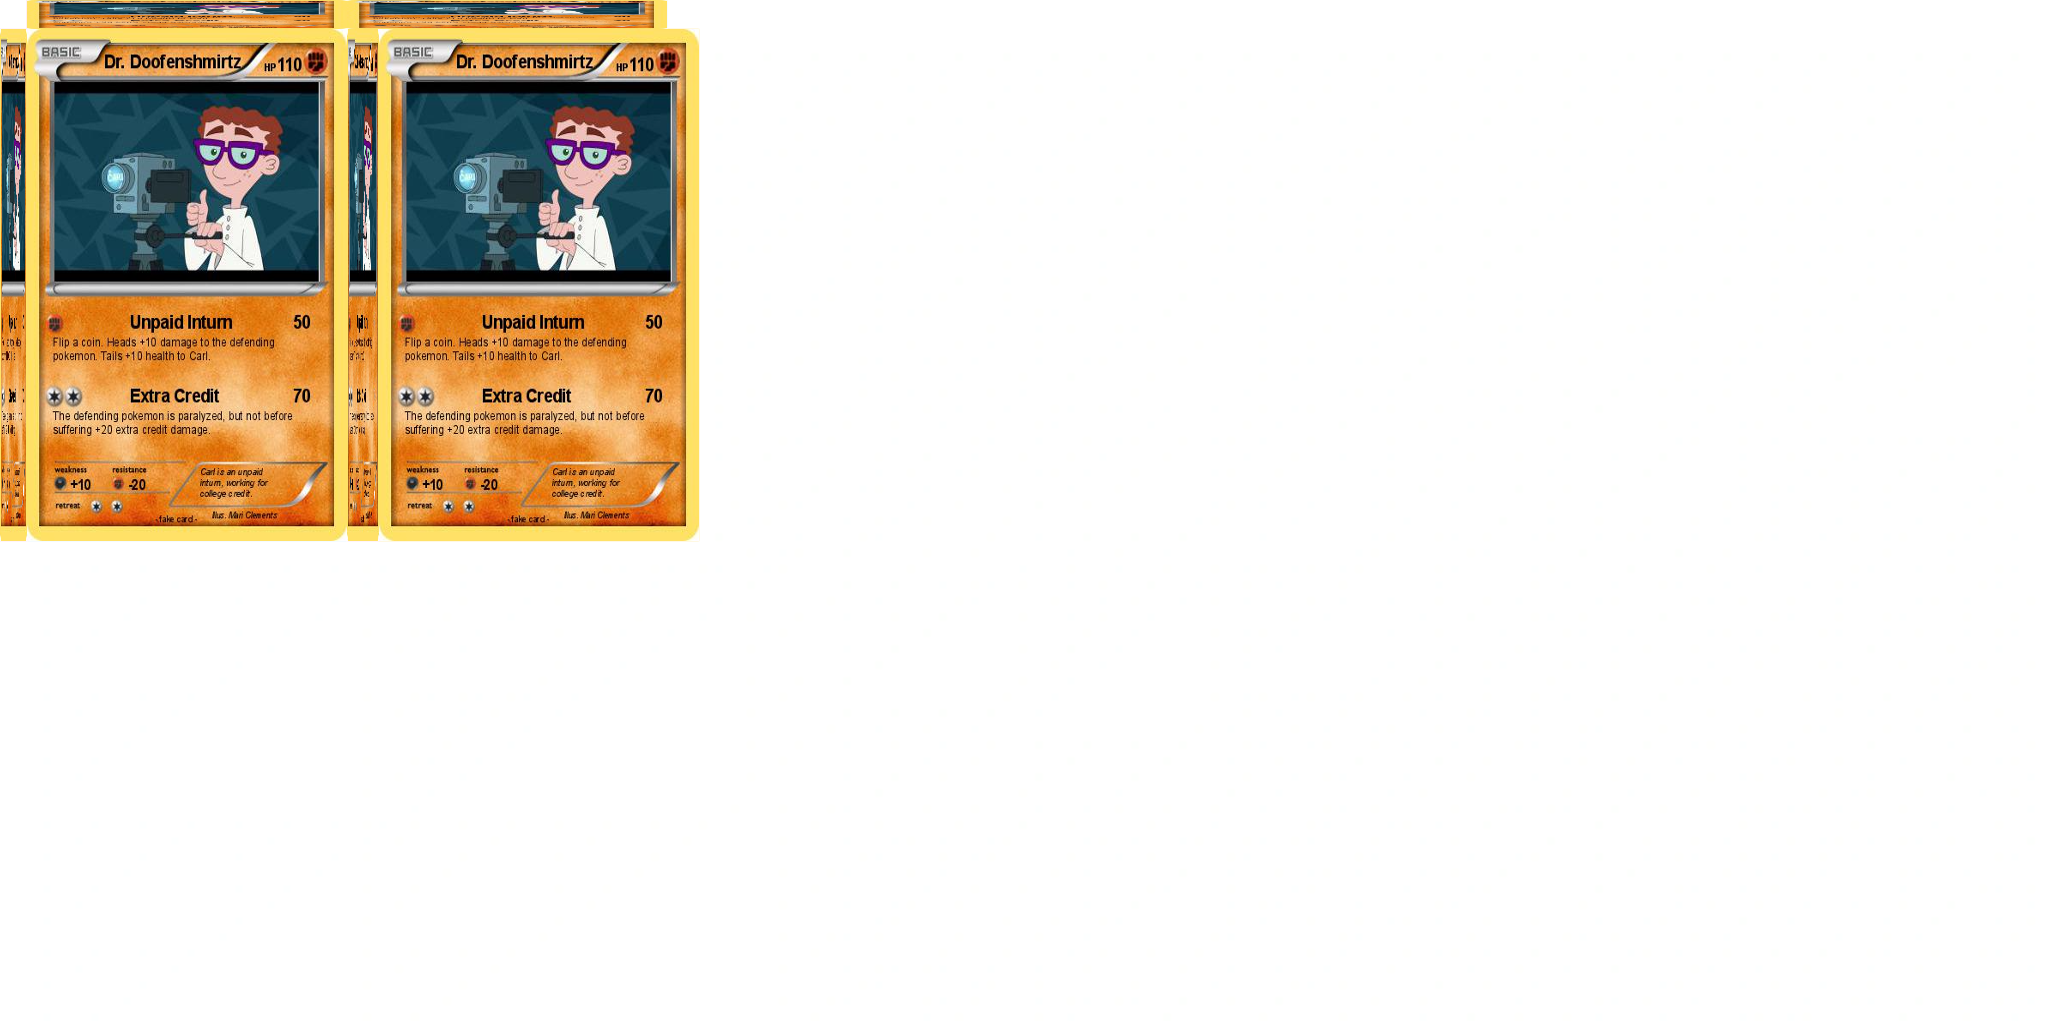 BASIC Dr. Doofenshmirtz HP 110
CARL
Unpaid Inturn 50
Flip a coin. Heads +10 damage to the defending
pokemon. Tails +10 health to Carl.
Extra Credit 70
The defending pokemon is paralyzed, but not before
suffering +20 extra credit damage.
weakness resistance
+10 -20
retreat
Carl is an unpaid
inturn, working for
college credit.
Illus. Mari Clements
- fake card -
BASIC Dr. Doofenshmirtz HP 110
CARL
Unpaid Inturn 50
Flip a coin. Heads +10 damage to the defending
pokemon. Tails +10 health to Carl.
Extra Credit 70
The defending pokemon is paralyzed, but not before
suffering +20 extra credit damage.
weakness resistance
+10 -20
retreat
Carl is an unpaid
inturn, working for
college credit.
Illus. Mari Clements
- fake card -